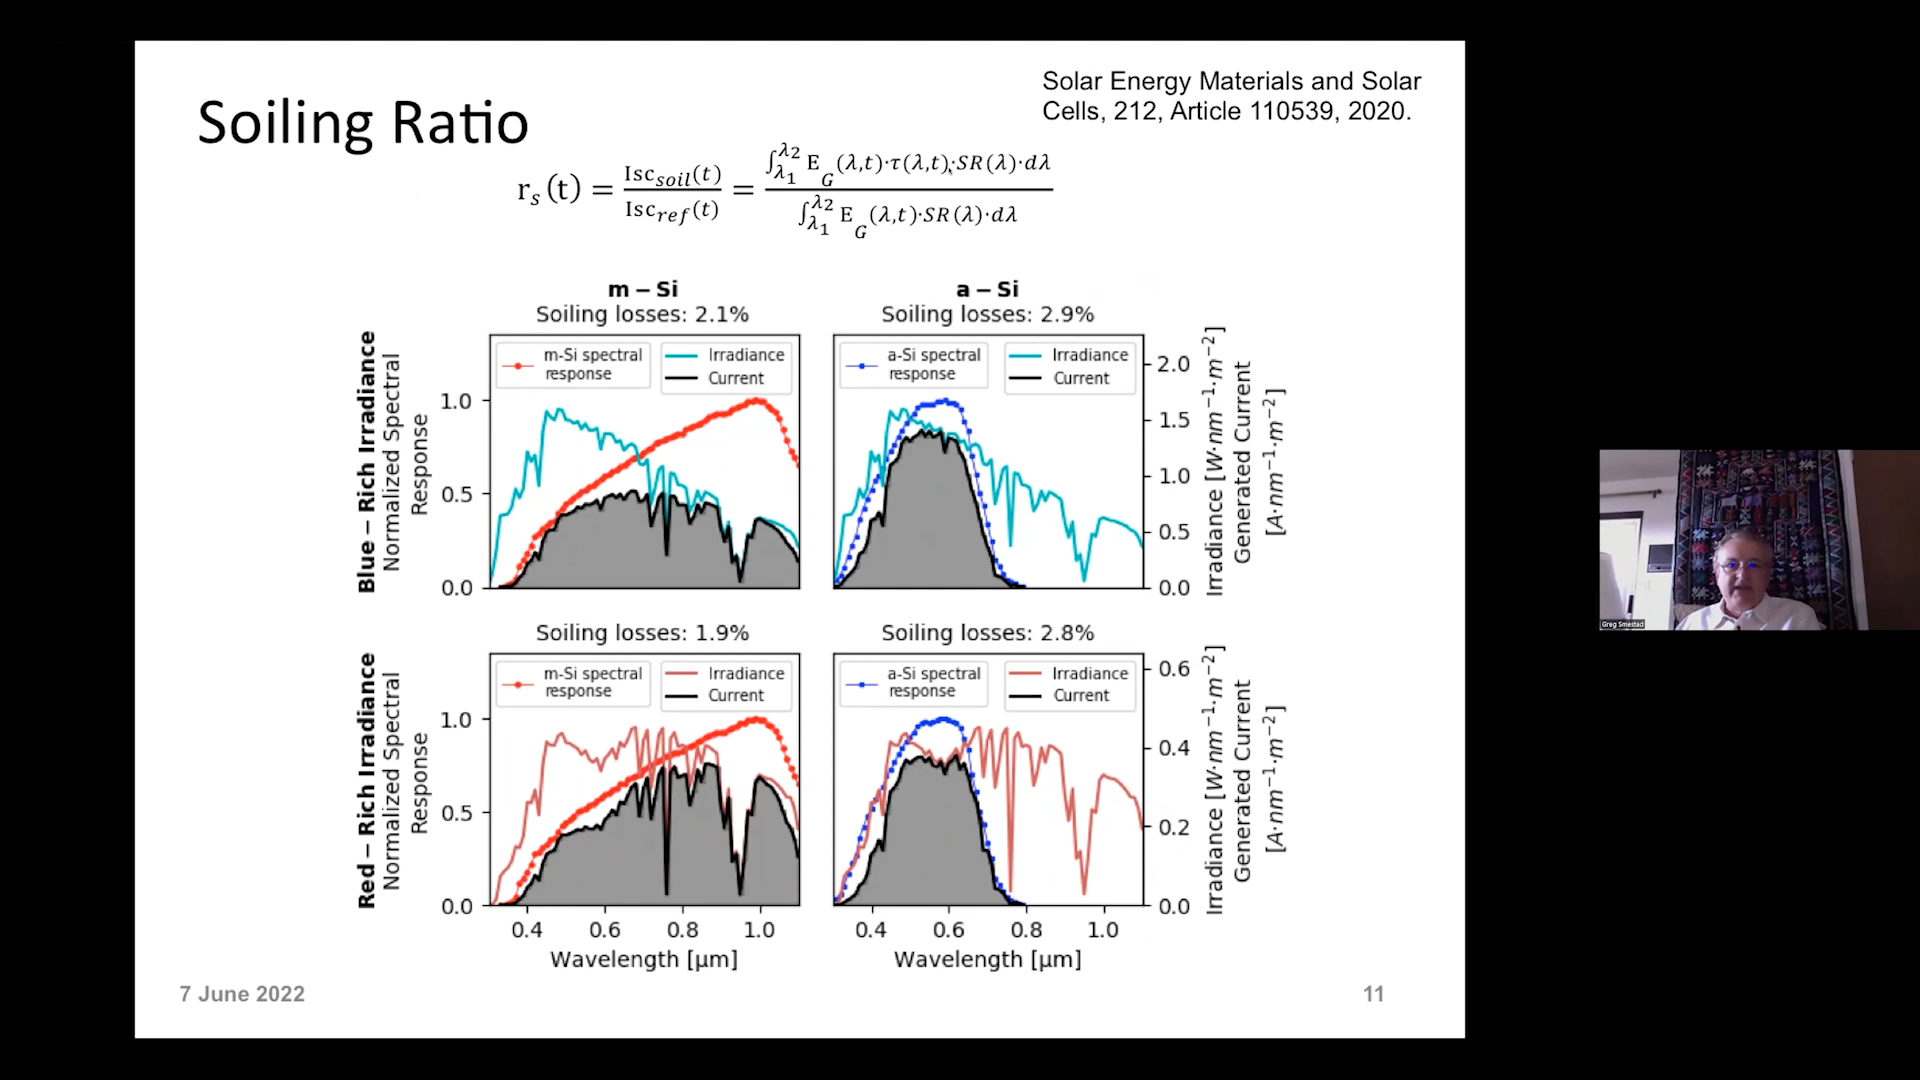 Soiling Ratio
Solar Energy Materials and Solar
Cells, 212, Article 110539, 2020.
rₛ(t) = Isc_soil(t) / Isc_ref(t) = ∫_λ1^λ2 E_G(λ,t)·τ(λ,t)·SR(λ)·dλ / ∫_λ1^λ2 E_G(λ,t)·SR(λ)·dλ
m – Si
Soiling losses: 2.1%
a – Si
Soiling losses: 2.9%
Blue – Rich Irradiance
Normalized Spectral
Response
1.0
0.5
0.0
m-Si spectral
response
Irradiance
Current
a-Si spectral
response
Irradiance
Current
2.0
1.5
1.0
0.5
0.0
Irradiance [W·nm⁻¹·m⁻²]
Generated Current
[A·nm⁻¹·m⁻²]
Soiling losses: 1.9%
Soiling losses: 2.8%
Red – Rich Irradiance
Normalized Spectral
Response
1.0
0.5
0.0
m-Si spectral
response
Irradiance
Current
a-Si spectral
response
Irradiance
Current
0.6
0.4
0.2
0.0
Irradiance [W·nm⁻¹·m⁻²]
Generated Current
[A·nm⁻¹·m⁻²]
0.4 0.6 0.8 1.0
0.4 0.6 0.8 1.0
Wavelength [µm]
Wavelength [µm]
7 June 2022
11
Greg Smestad